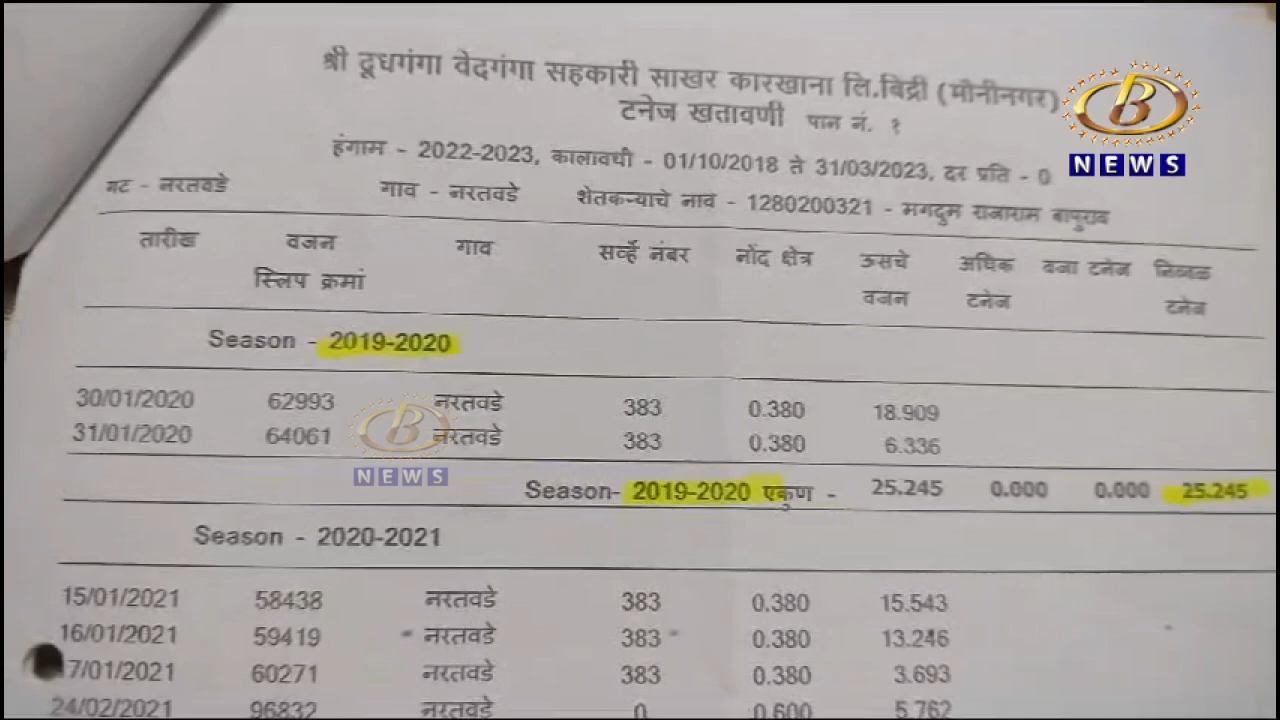 श्री दूधगंगा वेदगंगा सहकारी साखर कारखाना लि.बिद्री (मौनीनगर)
टनेज खतावणी पान नं. १
हंगाम - 2022-2023, कालावधी - 01/10/2018 ते 31/03/2023, दर प्रति - 0
गट - नरतवडे गाव - नरतवडे शेतकऱ्याचे नाव - 1280200321 - मगदुम राजाराम बापुराव
तारीख वजन गाव सर्व्हे नंबर नोंद क्षेत्र ऊसचे अधिक वजा टनेज निव्वळ
स्लिप क्रमां वजन टनेज टनेज
Season - 2019-2020
30/01/2020 62993 नरतवडे 383 0.380 18.909
31/01/2020 64061 नरतवडे 383 0.380 6.336
Season- 2019-2020 एकुण - 25.245 0.000 0.000 25.245
Season - 2020-2021
15/01/2021 58438 नरतवडे 383 0.380 15.543
16/01/2021 59419 नरतवडे 383 0.380 13.246
17/01/2021 60271 नरतवडे 383 0.380 3.693
24/02/2021 96832 नरतवडे 0 0.600 5.762
B
NEWS
B
NEWS